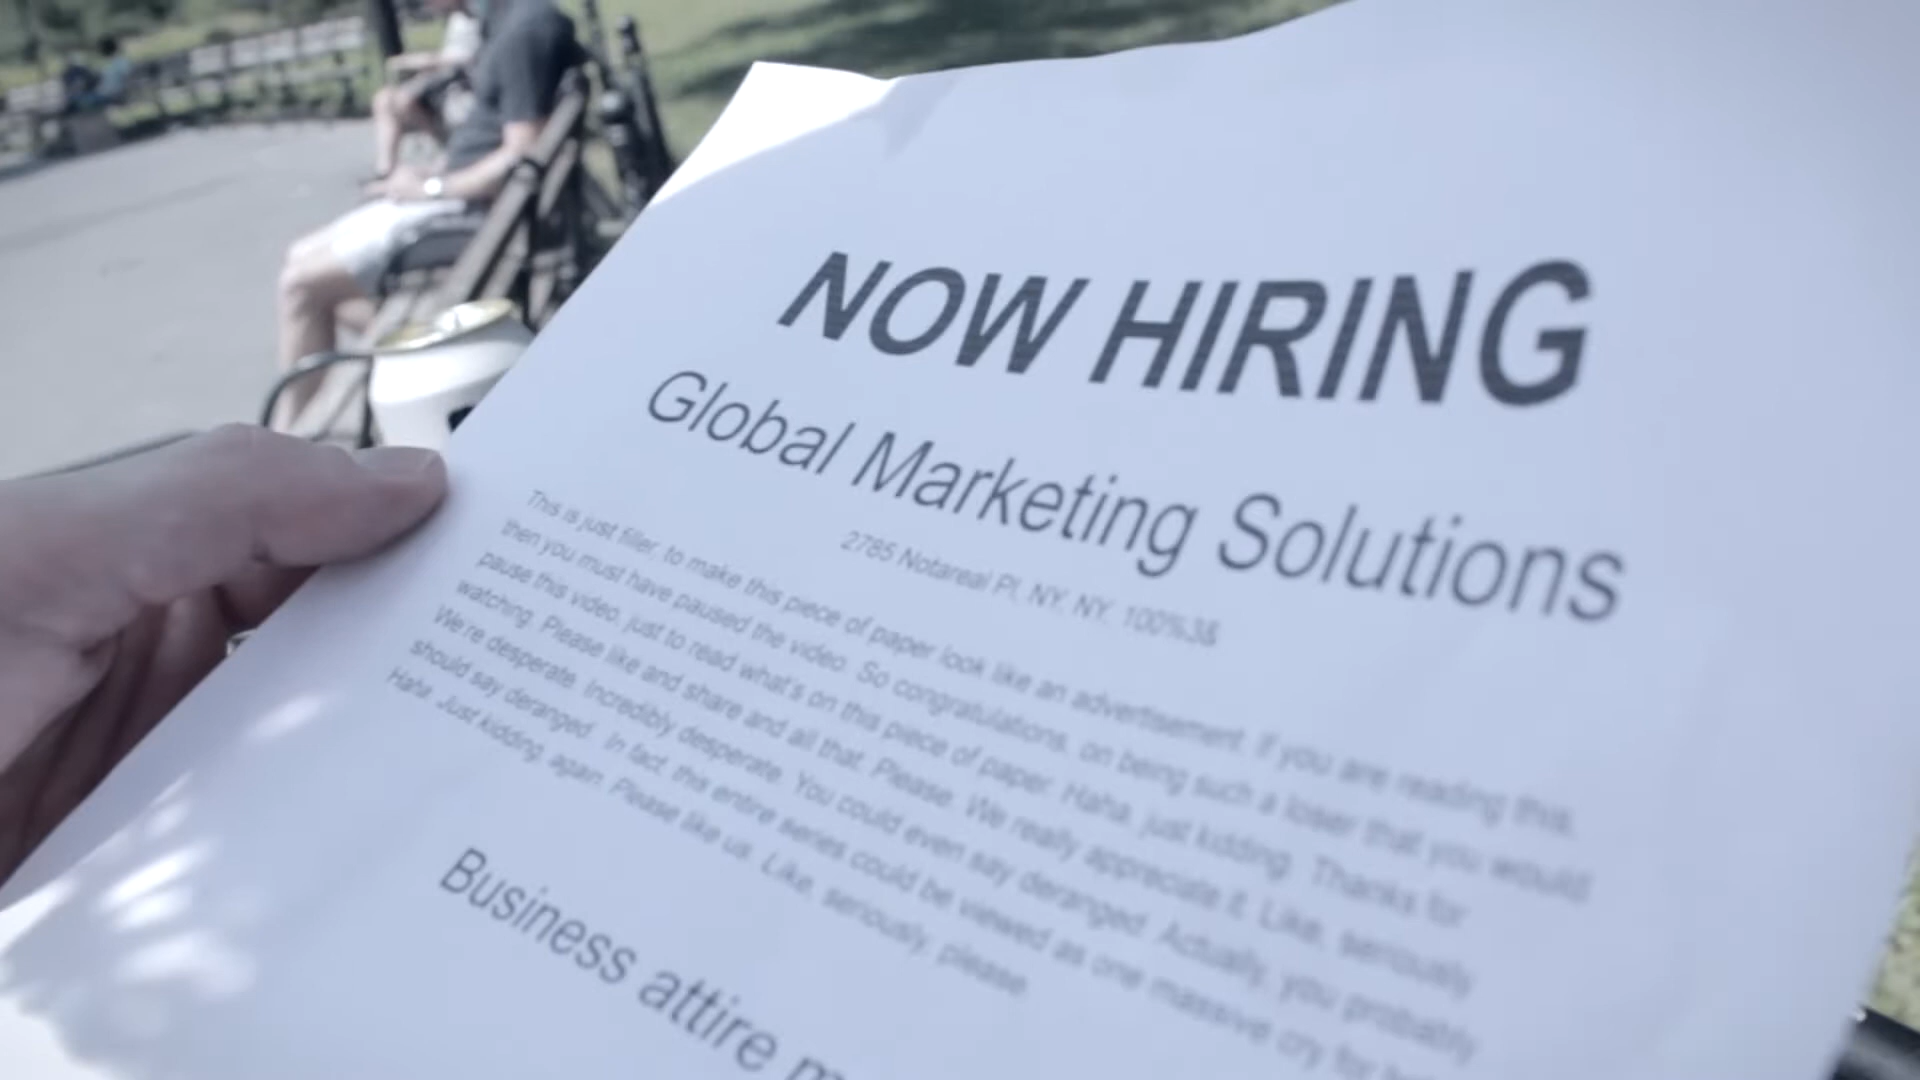 NOW HIRING
Global Marketing Solutions
2785 Notareal Pl, NY, NY, 100%3$
This is just filler, to make this piece of paper look like an advertisement. If you are reading this,
then you must have paused the video. So congratulations, on being such a loser that you would
pause this video, just to read what's on this piece of paper. Haha, just kidding. Thanks for
watching. Please like and share and all that. Please. We really appreciate it. Like, seriously
We're desperate. Incredibly desperate. You could even say deranged. Actually, you probably
should say deranged. In fact, this entire series could be viewed as one massive cry for
Haha. Just kidding, again. Please like us. Like, seriously, please.
Business attire